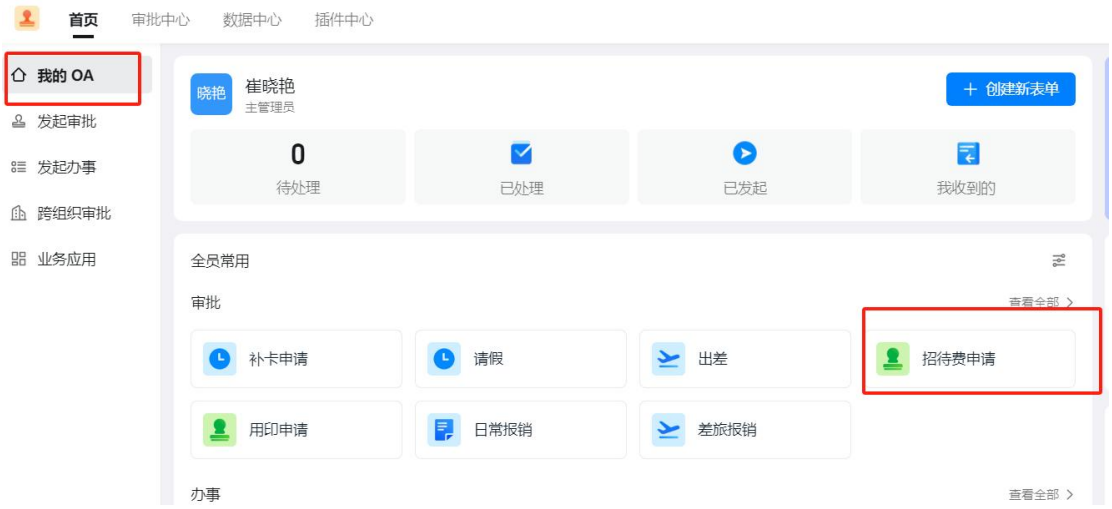 首页 审批中心 数据中心 插件中心
我的 OA
发起审批
发起办事
跨组织审批
业务应用
晓艳 崔晓艳
主管理员
+ 创建新表单
0
待处理 已处理 已发起 我收到的
全员常用
审批 查看全部 >
补卡申请 请假 出差 招待费申请
用印申请 日常报销 差旅报销
办事 查看全部 >